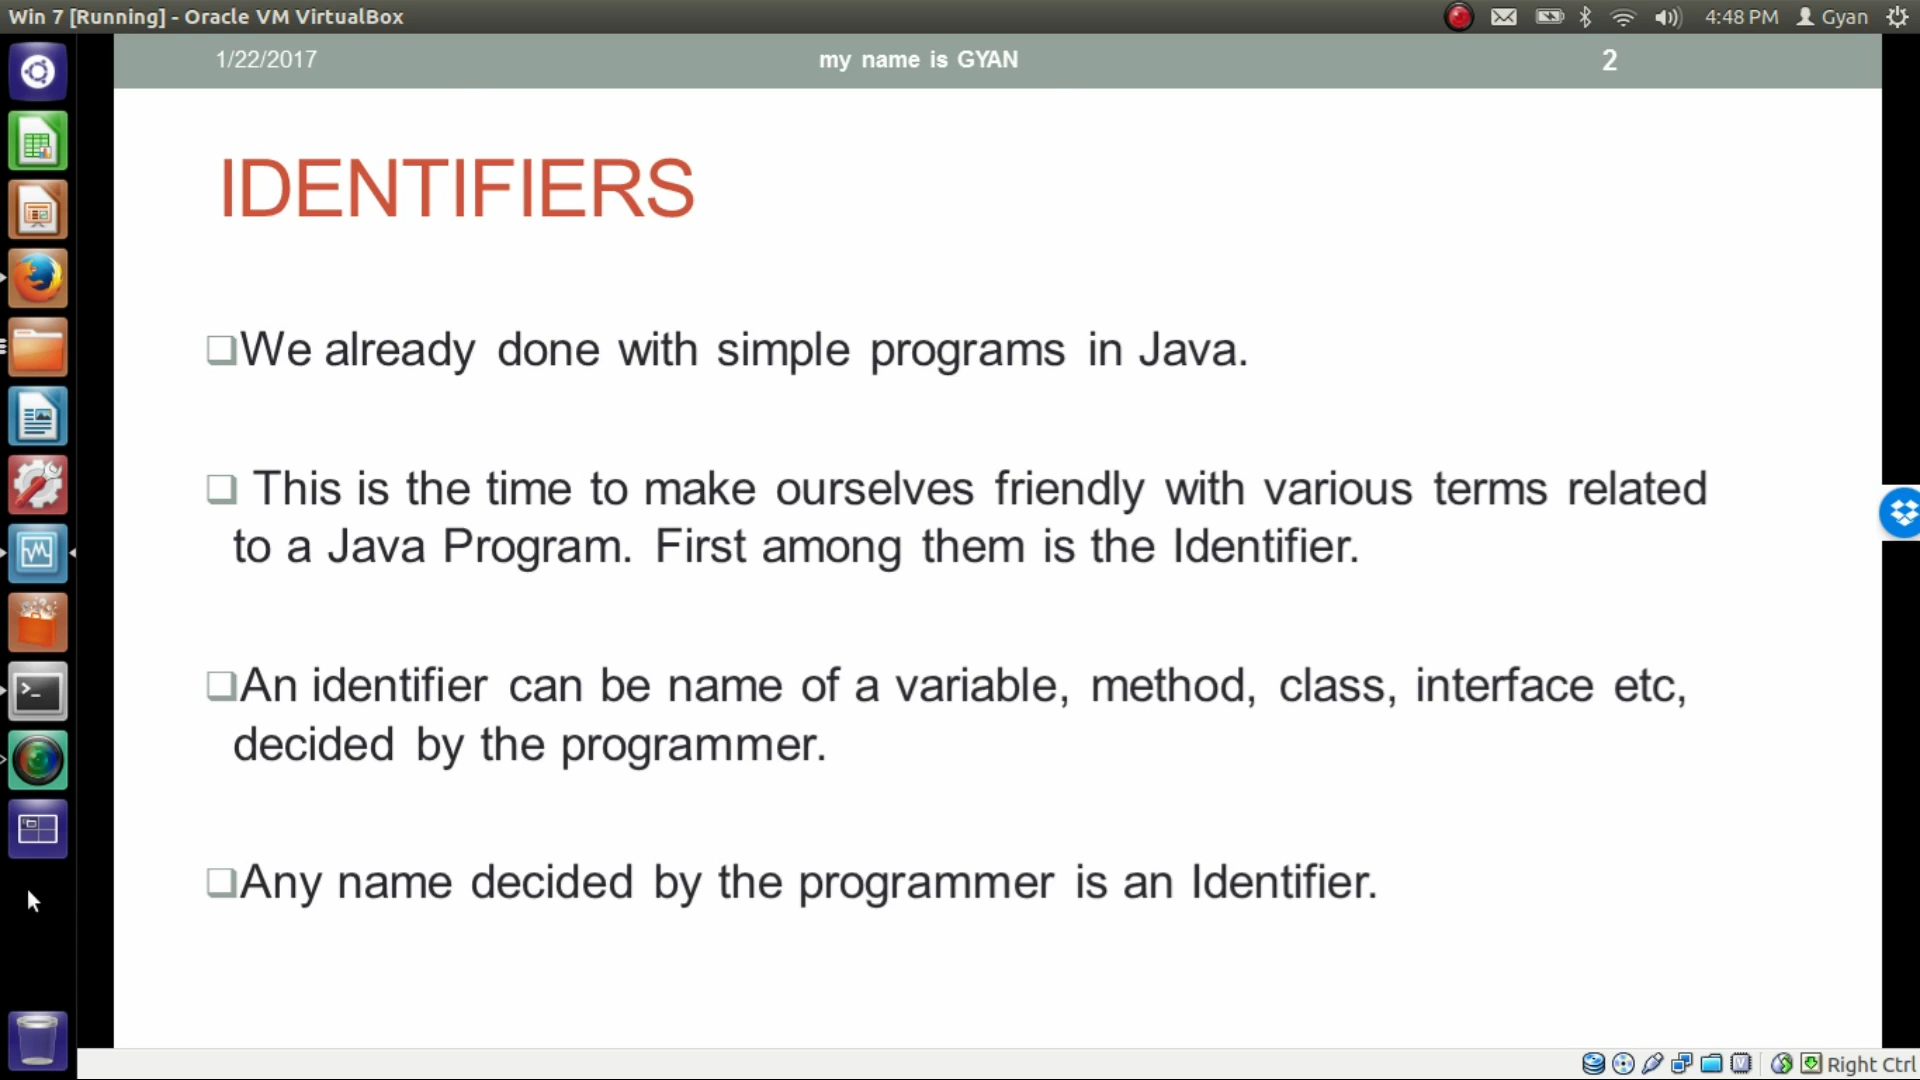 Win 7 [Running] - Oracle VM VirtualBox
4:48 PM
Gyan
1/22/2017
my name is GYAN
2
IDENTIFIERS
We already done with simple programs in Java.
This is the time to make ourselves friendly with various terms related
to a Java Program. First among them is the Identifier.
An identifier can be name of a variable, method, class, interface etc,
decided by the programmer.
Any name decided by the programmer is an Identifier.
Right Ctrl